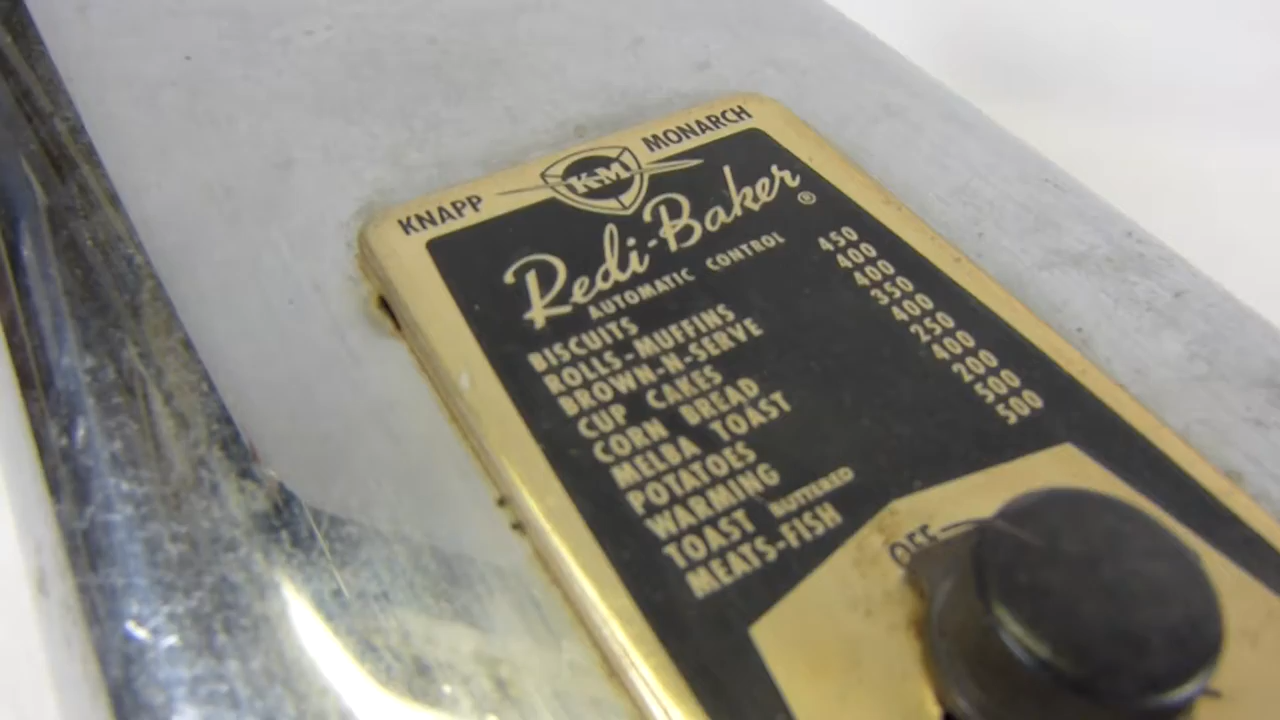 KNAPP KM MONARCH
Redi-Baker ®
AUTOMATIC CONTROL
BISCUITS 450
ROLLS-MUFFINS 400
BROWN-N-SERVE 400
CUP CAKES 350
CORN BREAD 400
MELBA TOAST 250
POTATOES 400
WARMING 200
TOAST BUTTERED 500
MEATS-FISH 500
OFF